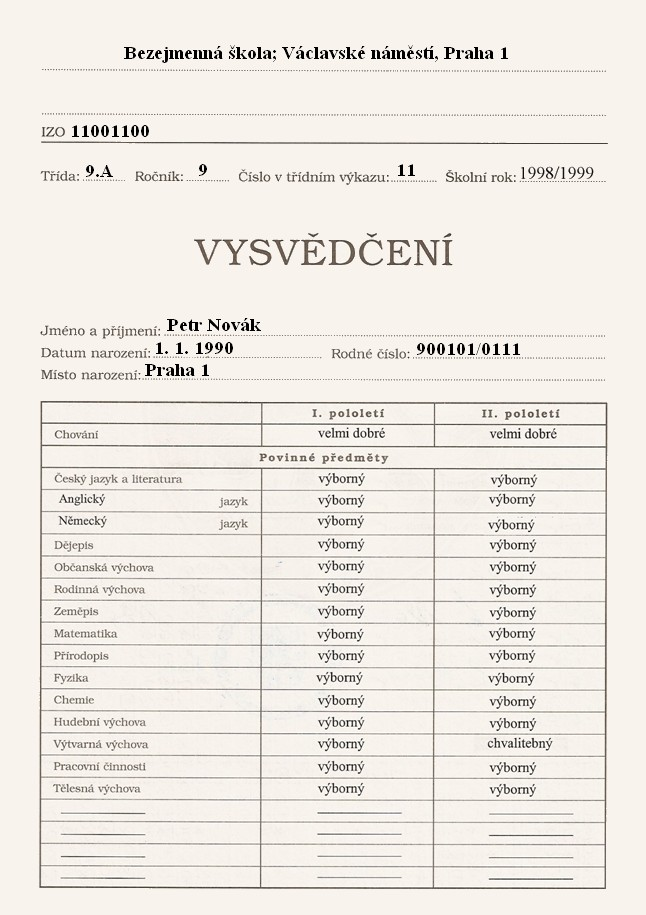 Bezejmenná škola; Václavské náměstí, Praha 1
IZO 11001100
Třída: 9.A Ročník: 9 Číslo v třídním výkazu: 11 Školní rok: 1998/1999
VYSVĚDČENÍ
Jméno a příjmení: Petr Novák
Datum narození: 1. 1. 1990 Rodné číslo: 900101/0111
Místo narození: Praha 1
I. pololetí II. pololetí
Chování velmi dobré velmi dobré
Povinné předměty
Český jazyk a literatura výborný výborný
Anglický jazyk výborný výborný
Německý jazyk výborný výborný
Dějepis výborný výborný
Občanská výchova výborný výborný
Rodinná výchova výborný výborný
Zeměpis výborný výborný
Matematika výborný výborný
Přírodopis výborný výborný
Fyzika výborný výborný
Chemie výborný výborný
Hudební výchova výborný výborný
Výtvarná výchova výborný chvalitebný
Pracovní činnosti výborný výborný
Tělesná výchova výborný výborný